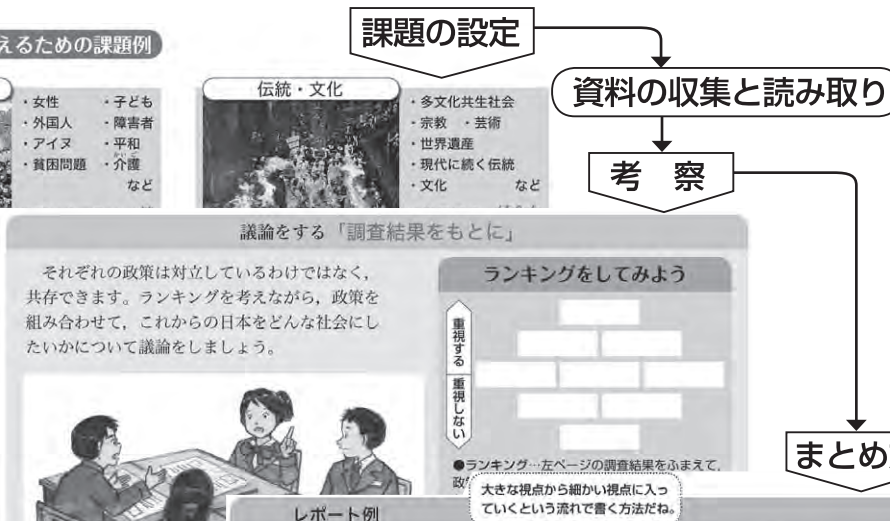 課題の設定
資料の収集と読み取り
考 察
まとめ
えるための課題例
・女性 ・子ども
・外国人 ・障害者
・アイヌ ・平和
・貧困問題 ・介護
など
伝統・文化
・多文化共生社会
・宗教 ・芸術
・世界遺産
・現代に続く伝統
・文化 など
議論をする「調査結果をもとに」
それぞれの政策は対立しているわけではなく，
共存できます。ランキングを考えながら，政策を
組み合わせて，これからの日本をどんな社会にし
たいかについて議論をしましょう。
ランキングをしてみよう
重視する
重視しない
●ランキング…左ページの調査結果をふまえて，
政
大きな視点から細かい視点に入っ
ていくという流れで書く方法だね。
レポート例